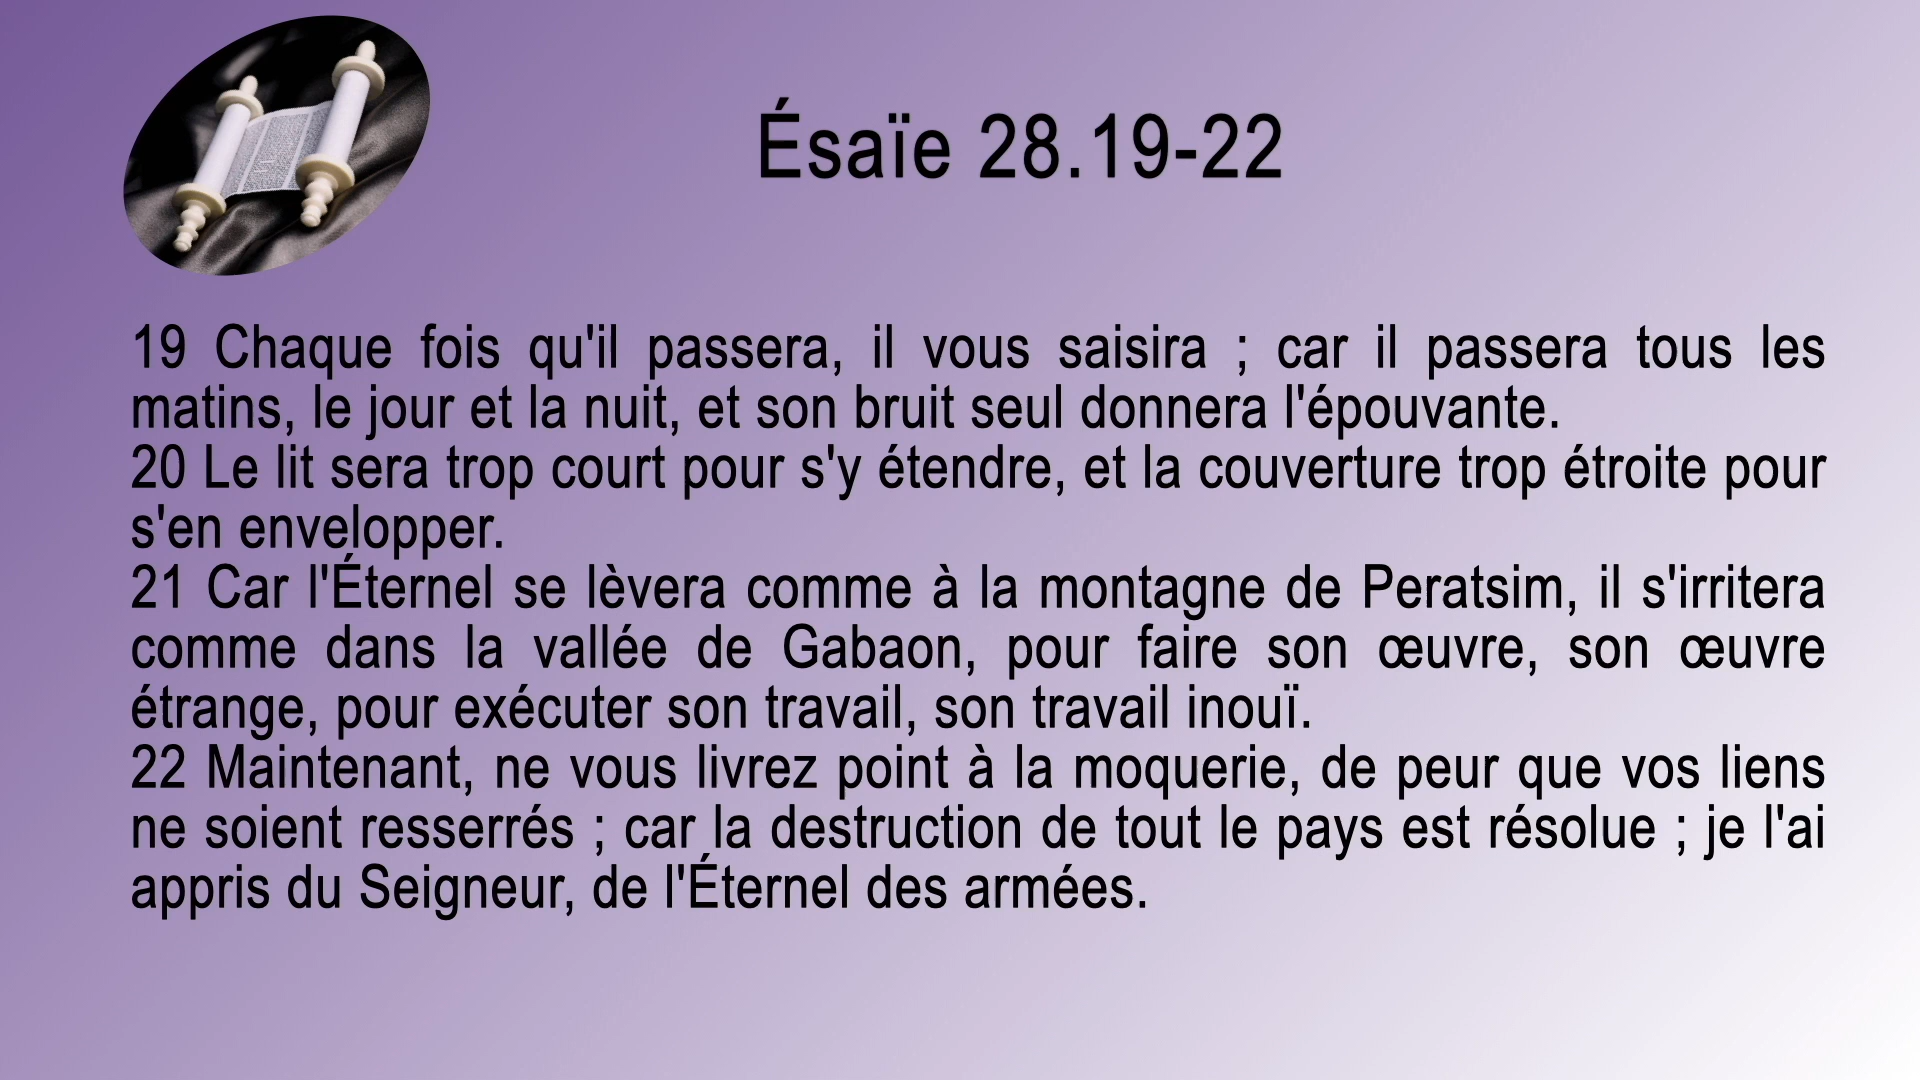 Ésaïe 28.19-22
19 Chaque fois qu'il passera, il vous saisira ; car il passera tous les
matins, le jour et la nuit, et son bruit seul donnera l'épouvante.
20 Le lit sera trop court pour s'y étendre, et la couverture trop étroite pour
s'en envelopper.
21 Car l'Éternel se lèvera comme à la montagne de Peratsim, il s'irritera
comme dans la vallée de Gabaon, pour faire son œuvre, son œuvre
étrange, pour exécuter son travail, son travail inouï.
22 Maintenant, ne vous livrez point à la moquerie, de peur que vos liens
ne soient resserrés ; car la destruction de tout le pays est résolue ; je l'ai
appris du Seigneur, de l'Éternel des armées.